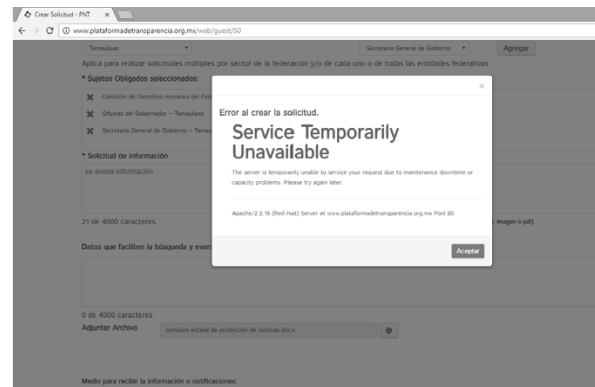 Crear Solicitud - PNT ×
www.plataformadetransparencia.org.mx/web/guest/50
Tamaulipas
Secretaría General de Gobierno
Agregar
Aplica para realizar solicitudes múltiples por sector de la federación y/o de cada uno o de todas las entidades federativas
* Sujetos Obligados seleccionados:
Comisión de Derechos Humanos del Est
Oficinas del Gobernador – Tamaulipas
Secretaría General de Gobierno – Tamau
* Solicitud de información
se anexa información
21 de 4000 caracteres
, imagen o pdf)
Datos que faciliten la búsqueda y even
0 de 4000 caracteres
Adjuntar Archivo
comision estatal de protección de victimas.docx
Medio para recibir la información o notificaciones:
×
Error al crear la solicitud.
Service Temporarily
Unavailable
The server is temporarily unable to service your request due to maintenance downtime or
capacity problems. Please try again later.
Apache/2.2.15 (Red Hat) Server at www.plataformadetransparencia.org.mx Port 80
Aceptar